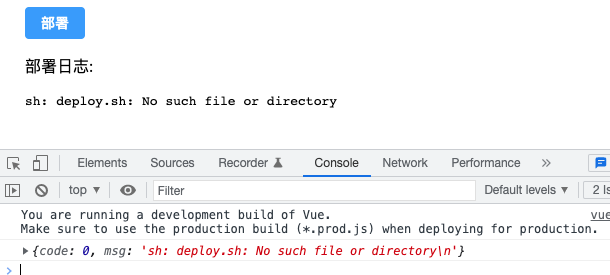 部署
部署日志:
sh: deploy.sh: No such file or directory
Elements Sources Recorder Console Network Performance »
top ▼ Filter Default levels ▼ 2 Is
You are running a development build of Vue. vue
Make sure to use the production build (*.prod.js) when deploying for production.
▶ {code: 0, msg: 'sh: deploy.sh: No such file or directory\n'}
>